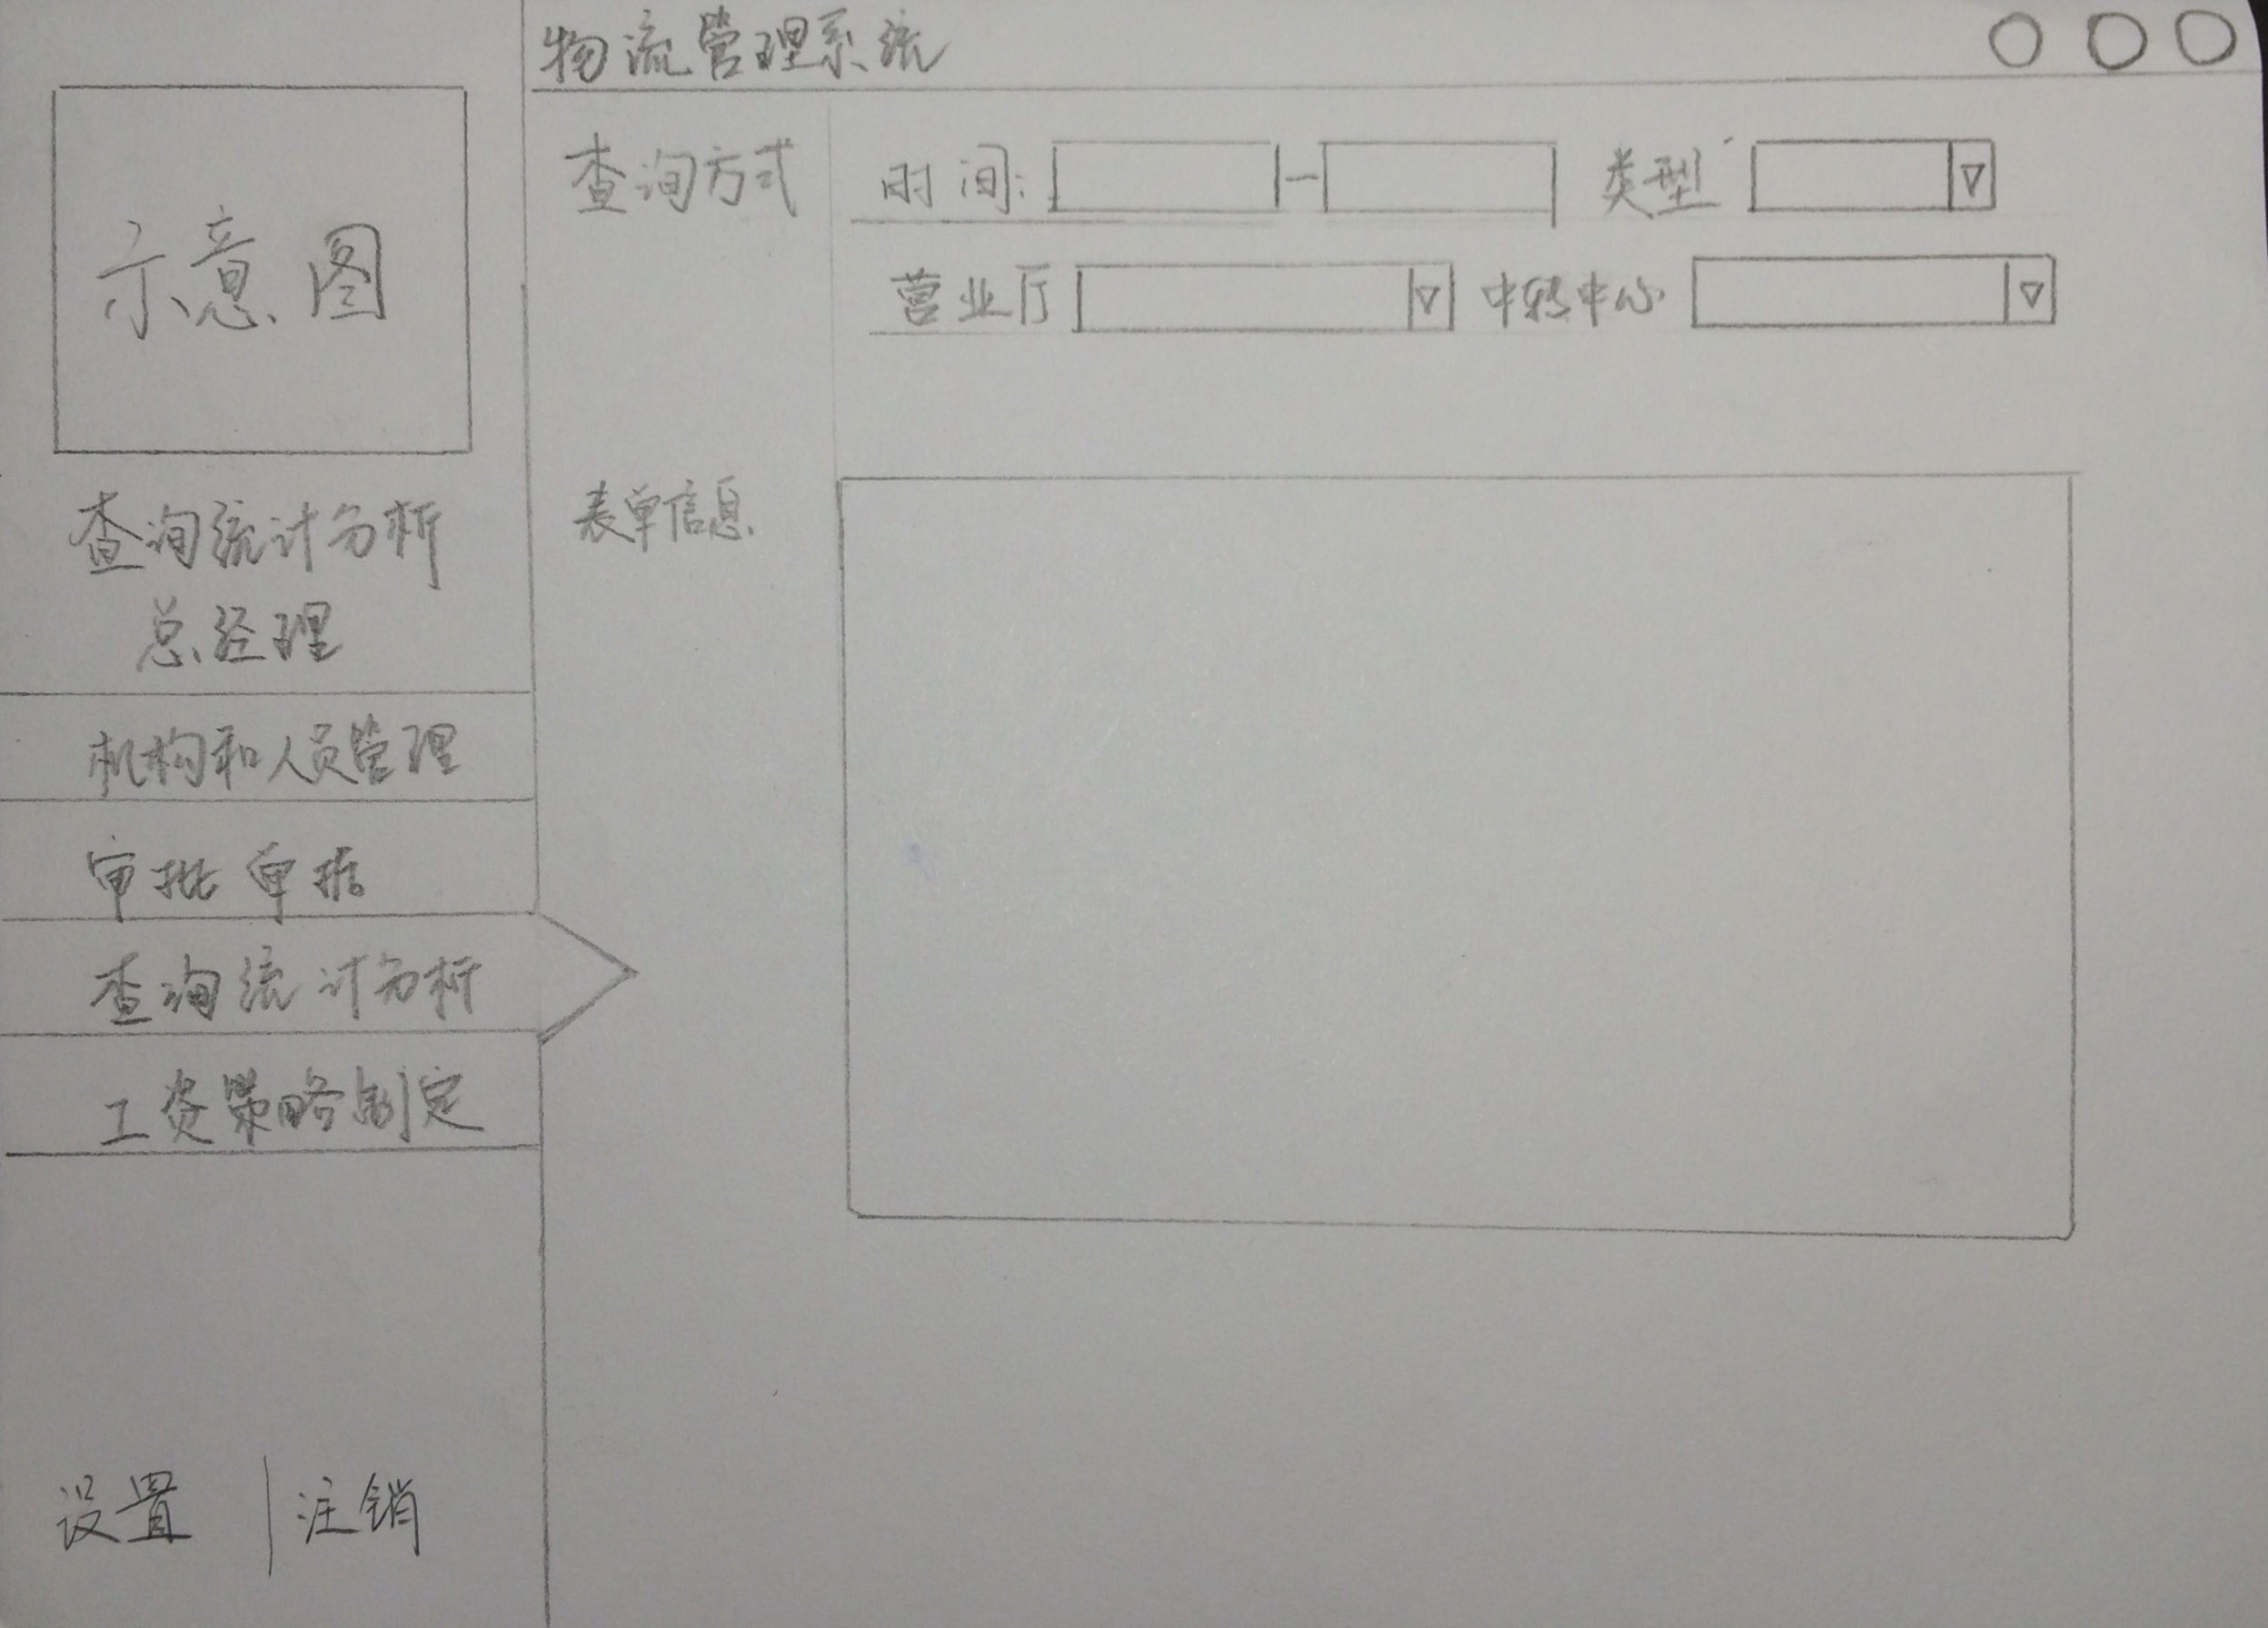 物流管理系统
示意图
查询统计分析
总经理
机构和人员管理
审批单据
查询统计分析
工资策略制定
设置 | 注销
查询方式 时间: - 类型
营业厅 中转中心
表单信息